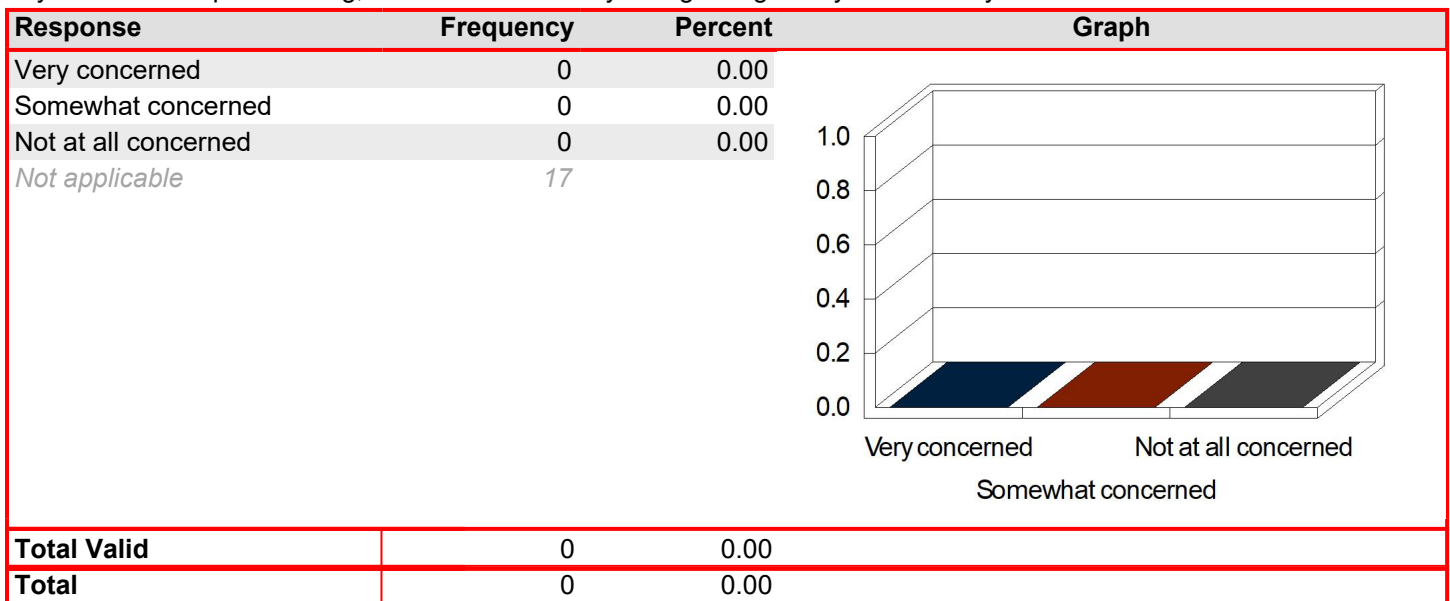 Response Frequency Percent Graph
Very concerned 0 0.00
Somewhat concerned 0 0.00
Not at all concerned 0 0.00
Not applicable 17
1.0
0.8
0.6
0.4
0.2
0.0
Very concerned Not at all concerned
Somewhat concerned
Total Valid 0 0.00
Total 0 0.00